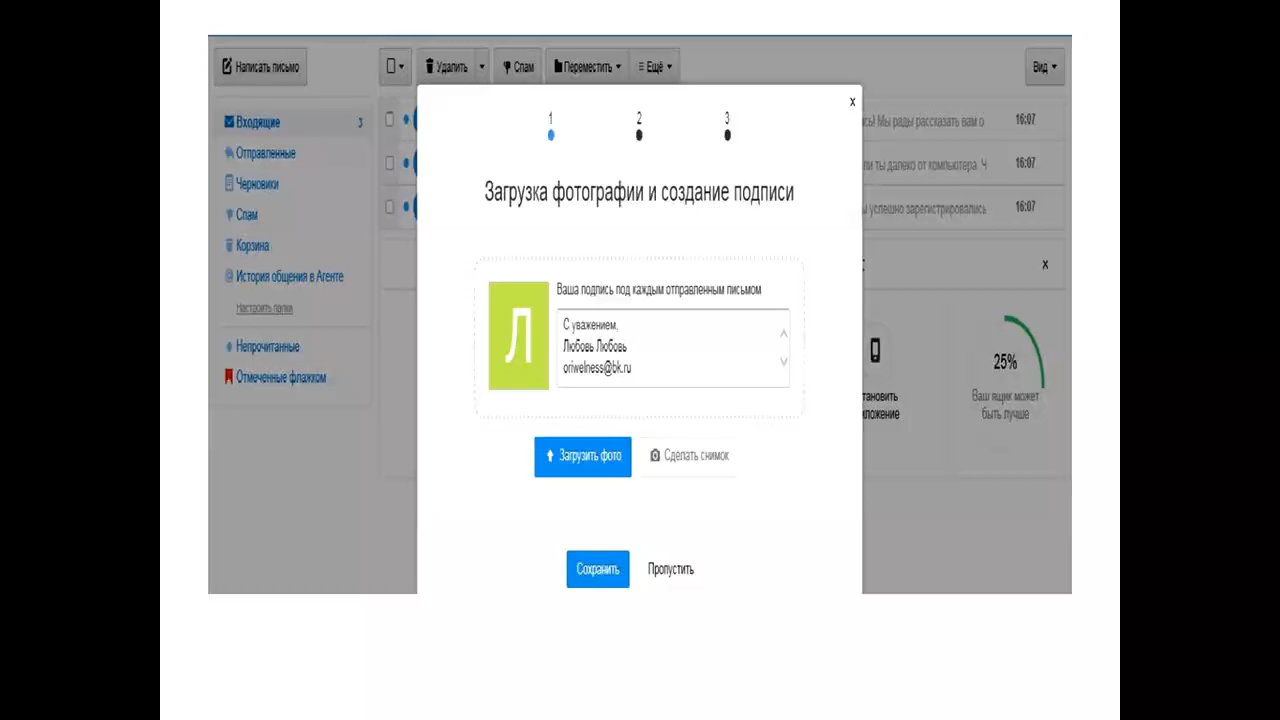 Написать письмо
Удалить
Спам
Переместить
Ещё
Вид
Входящие 3
Отправленные
Черновики
Спам
Корзина
История общения в Агенте
Настроить папки
Непрочитанные
Отмеченные флажком
x
1 2 3
Загрузка фотографии и создание подписи
Ваша подпись под каждым отправленным письмом
Л
С уважением,
Любовь Любовь
oriwelness@bk.ru
Загрузить фото
Сделать снимок
Сохранить
Пропустить
сь! Мы рады рассказать вам о 16:07
ли ты далеко от компьютера. Ч 16:07
ы успешно зарегистрировались 16:07
x
тановить
ложение
25%
Ваш ящик может
быть лучше